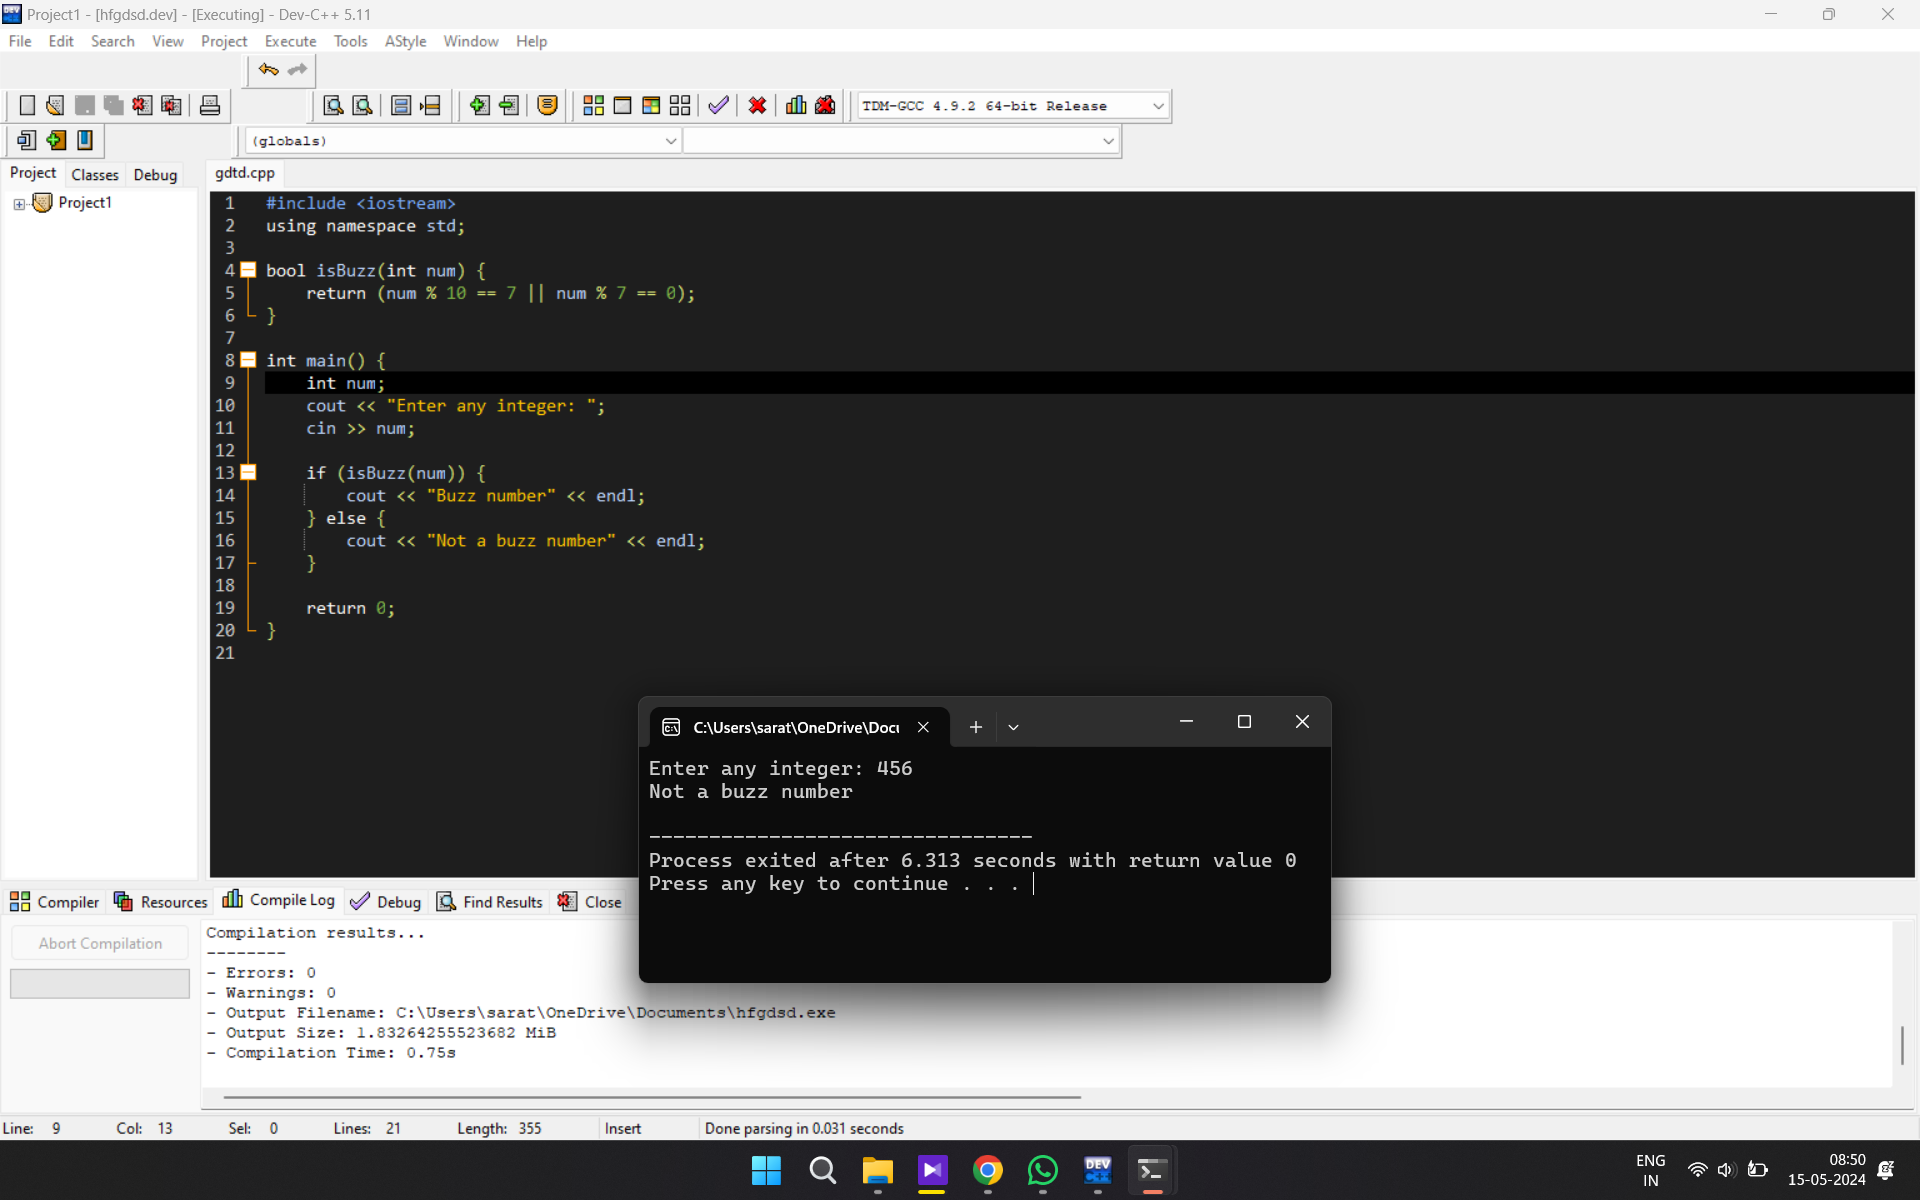 Project1 - [hfgdsd.dev] - [Executing] - Dev-C++ 5.11
File Edit Search View Project Execute Tools AStyle Window Help
TDM-GCC 4.9.2 64-bit Release
(globals)
Project Classes Debug
gdtd.cpp
Project1
1 #include <iostream>
2 using namespace std;
3
4 bool isBuzz(int num) {
5 return (num % 10 == 7 || num % 7 == 0);
6 }
7
8 int main() {
9 int num;
10 cout << "Enter any integer: ";
11 cin >> num;
12
13 if (isBuzz(num)) {
14 cout << "Buzz number" << endl;
15 } else {
16 cout << "Not a buzz number" << endl;
17 }
18
19 return 0;
20 }
21
C:\Users\sarat\OneDrive\Docu
Enter any integer: 456
Not a buzz number
--------------------------------
Process exited after 6.313 seconds with return value 0
Press any key to continue . . .
Compiler Resources Compile Log Debug Find Results Close
Abort Compilation
Compilation results...
--------
- Errors: 0
- Warnings: 0
- Output Filename: C:\Users\sarat\OneDrive\Documents\hfgdsd.exe
- Output Size: 1.83264255523682 MiB
- Compilation Time: 0.75s
Line: 9 Col: 13 Sel: 0 Lines: 21 Length: 355 Insert Done parsing in 0.031 seconds
DEV
C++
ENG
IN
08:50
15-05-2024